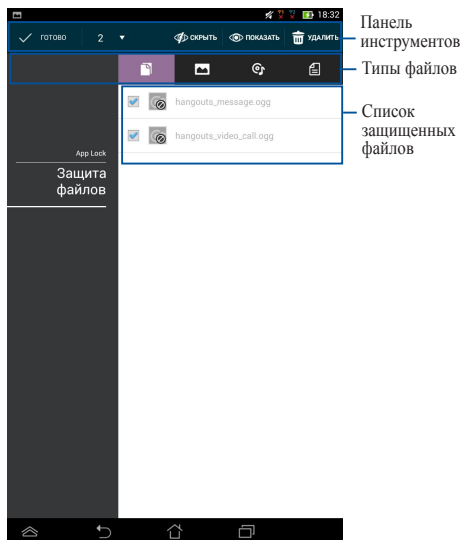 18:32
ГОТОВО 2 СКРЫТЬ ПОКАЗАТЬ УДАЛИТЬ
Панель
инструментов
Типы файлов
hangouts_message.ogg
hangouts_video_call.ogg
Список
защищенных
файлов
App Lock
Защита
файлов